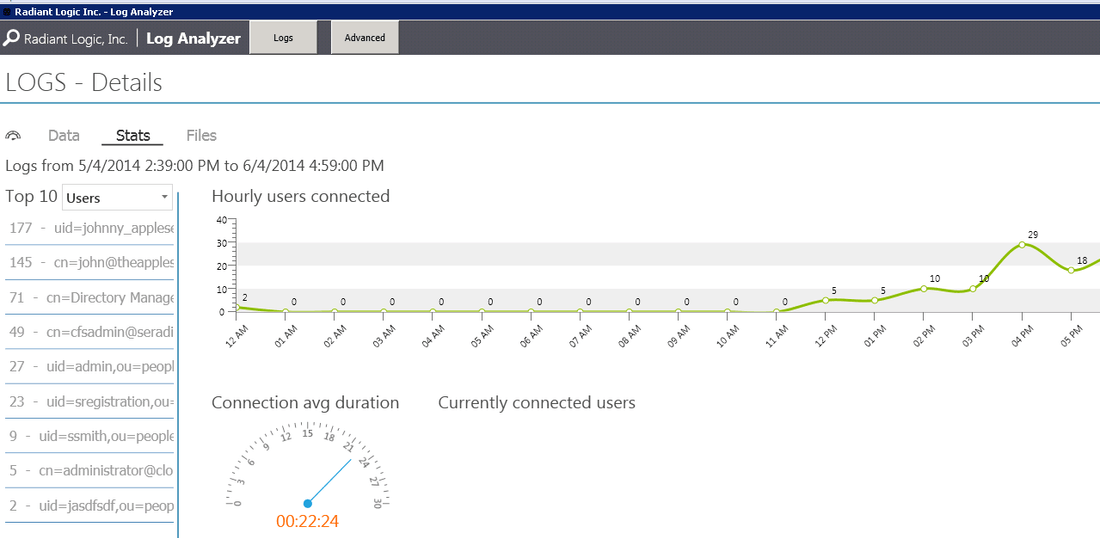 Radiant Logic Inc. - Log Analyzer
Radiant Logic, Inc. Log Analyzer Logs Advanced
LOGS - Details
Data Stats Files
Logs from 5/4/2014 2:39:00 PM to 6/4/2014 4:59:00 PM
Top 10 Users
177 - uid=johnny_applese
145 - cn=john@theapples
71 - cn=Directory Manage
49 - cn=cfsadmin@seradi
27 - uid=admin,ou=peopl
23 - uid=sregistration,ou=
9 - uid=ssmith,ou=people
5 - cn=administrator@clo
2 - uid=jasdfsdf,ou=peop
Hourly users connected
40
30
20
10
0
2 0 0 0 0 0 0 0 0 0 0 0 5 5 10 10 29 18
12 AM 01 AM 02 AM 03 AM 04 AM 05 AM 06 AM 07 AM 08 AM 09 AM 10 AM 11 AM 12 PM 01 PM 02 PM 03 PM 04 PM 05 PM
Connection avg duration
0 3 6 9 12 15 18 21 24 27 30
00:22:24
Currently connected users